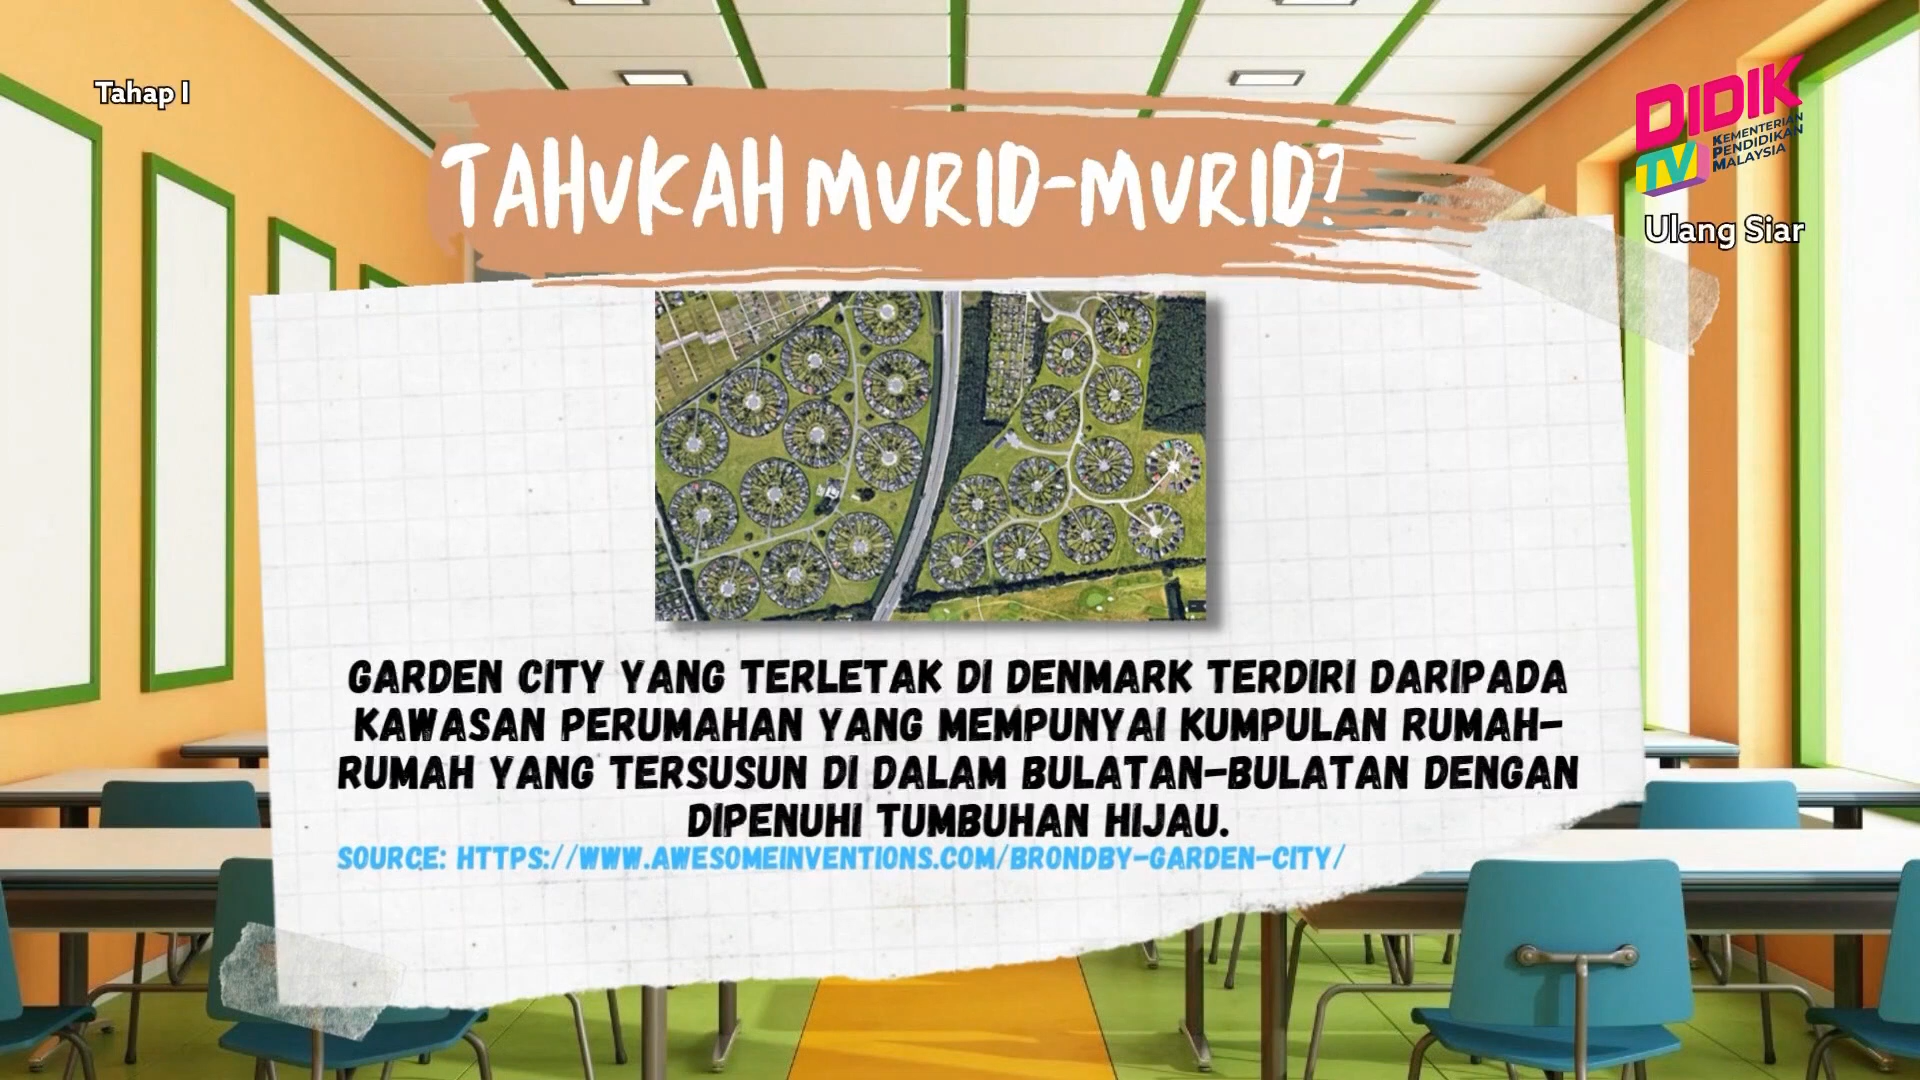 Tahap I
DIDIK
TV
KEMENTERIAN
PENDIDIKAN
MALAYSIA
Ulang Siar
TAHUKAH MURID-MURID?
GARDEN CITY YANG TERLETAK DI DENMARK TERDIRI DARIPADA
KAWASAN PERUMAHAN YANG MEMPUNYAI KUMPULAN RUMAH-
RUMAH YANG TERSUSUN DI DALAM BULATAN-BULATAN DENGAN
DIPENUHI TUMBUHAN HIJAU.
SOURCE: HTTPS://WWW.AWESOMEINVENTIONS.COM/BRONDBY-GARDEN-CITY/